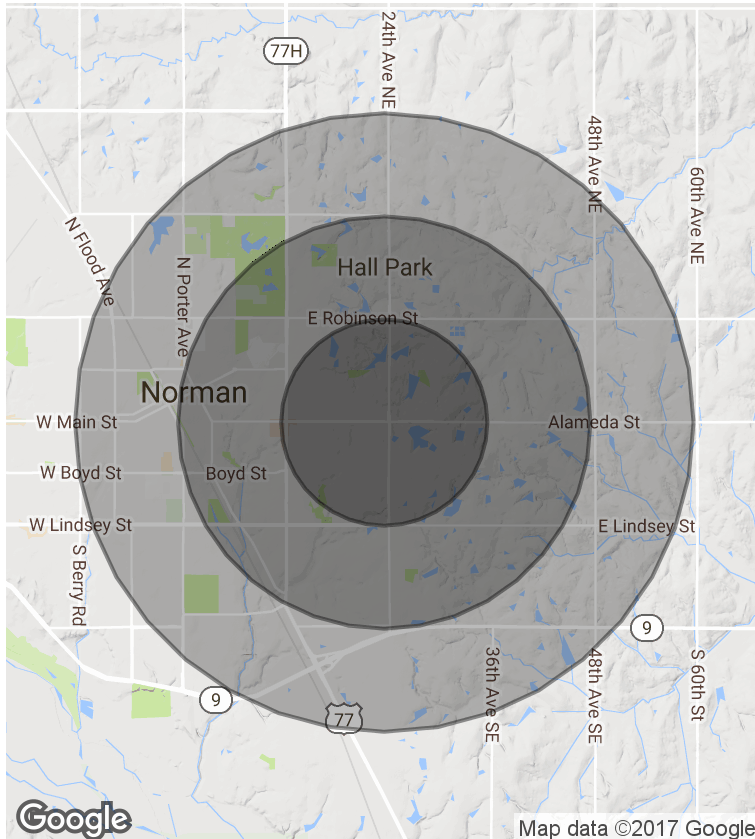 24th Ave NE
77H
48th Ave NE
60th Ave NE
N Flood Ave
N Porter Ave
Hall Park
E Robinson St
Norman
W Main St
Alameda St
W Boyd St
Boyd St
W Lindsey St
E Lindsey St
S Berry Rd
9
36th Ave SE
48th Ave SE
S 60th St
9
77
Google
Map data ©2017 Google